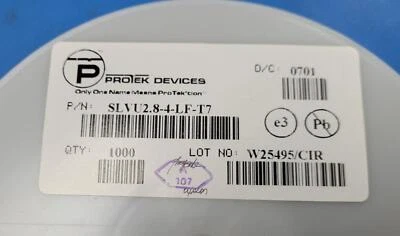 P
PROTEK DEVICES
Only One Name Means ProTek'tion™
D/C: 0701
P/N: SLVU2.8-4-LF-T7
e3
Pb
QTY: 1000
LOT NO: W25495/CIR
107